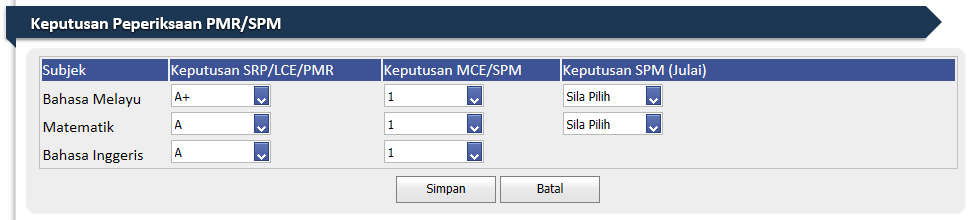 Keputusan Peperiksaan PMR/SPM
Subjek Keputusan SRP/LCE/PMR Keputusan MCE/SPM Keputusan SPM (Julai)
Bahasa Melayu A+ 1 Sila Pilih
Matematik A 1 Sila Pilih
Bahasa Inggeris A 1
Simpan Batal